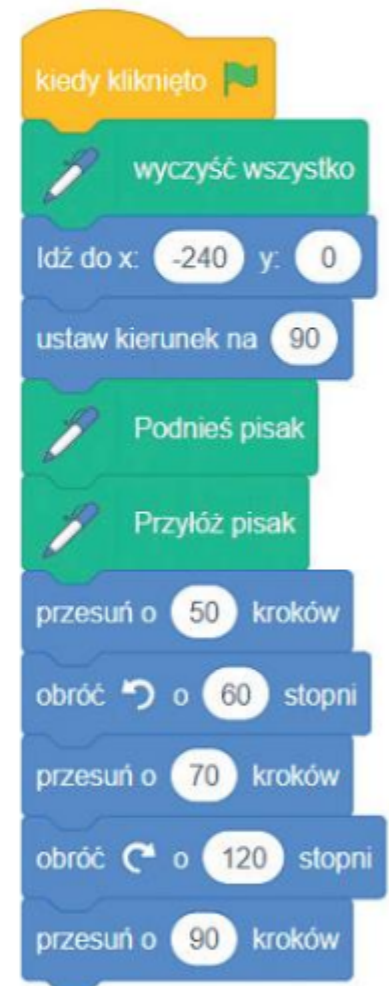 kiedy kliknięto
wyczyść wszystko
Idź do x: -240 y: 0
ustaw kierunek na 90
Podnieś pisak
Przyłóż pisak
przesuń o 50 kroków
obróć o 60 stopni
przesuń o 70 kroków
obróć o 120 stopni
przesuń o 90 kroków